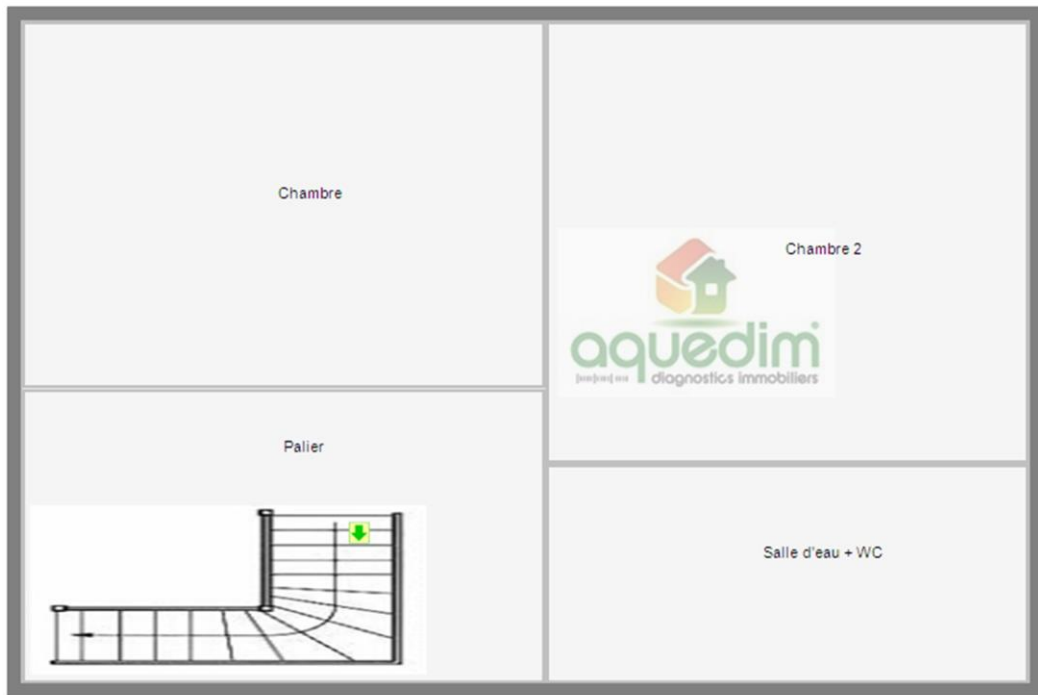 Chambre
Chambre 2
aquedim
diagnostics immobiliers
Palier
Salle d'eau + WC